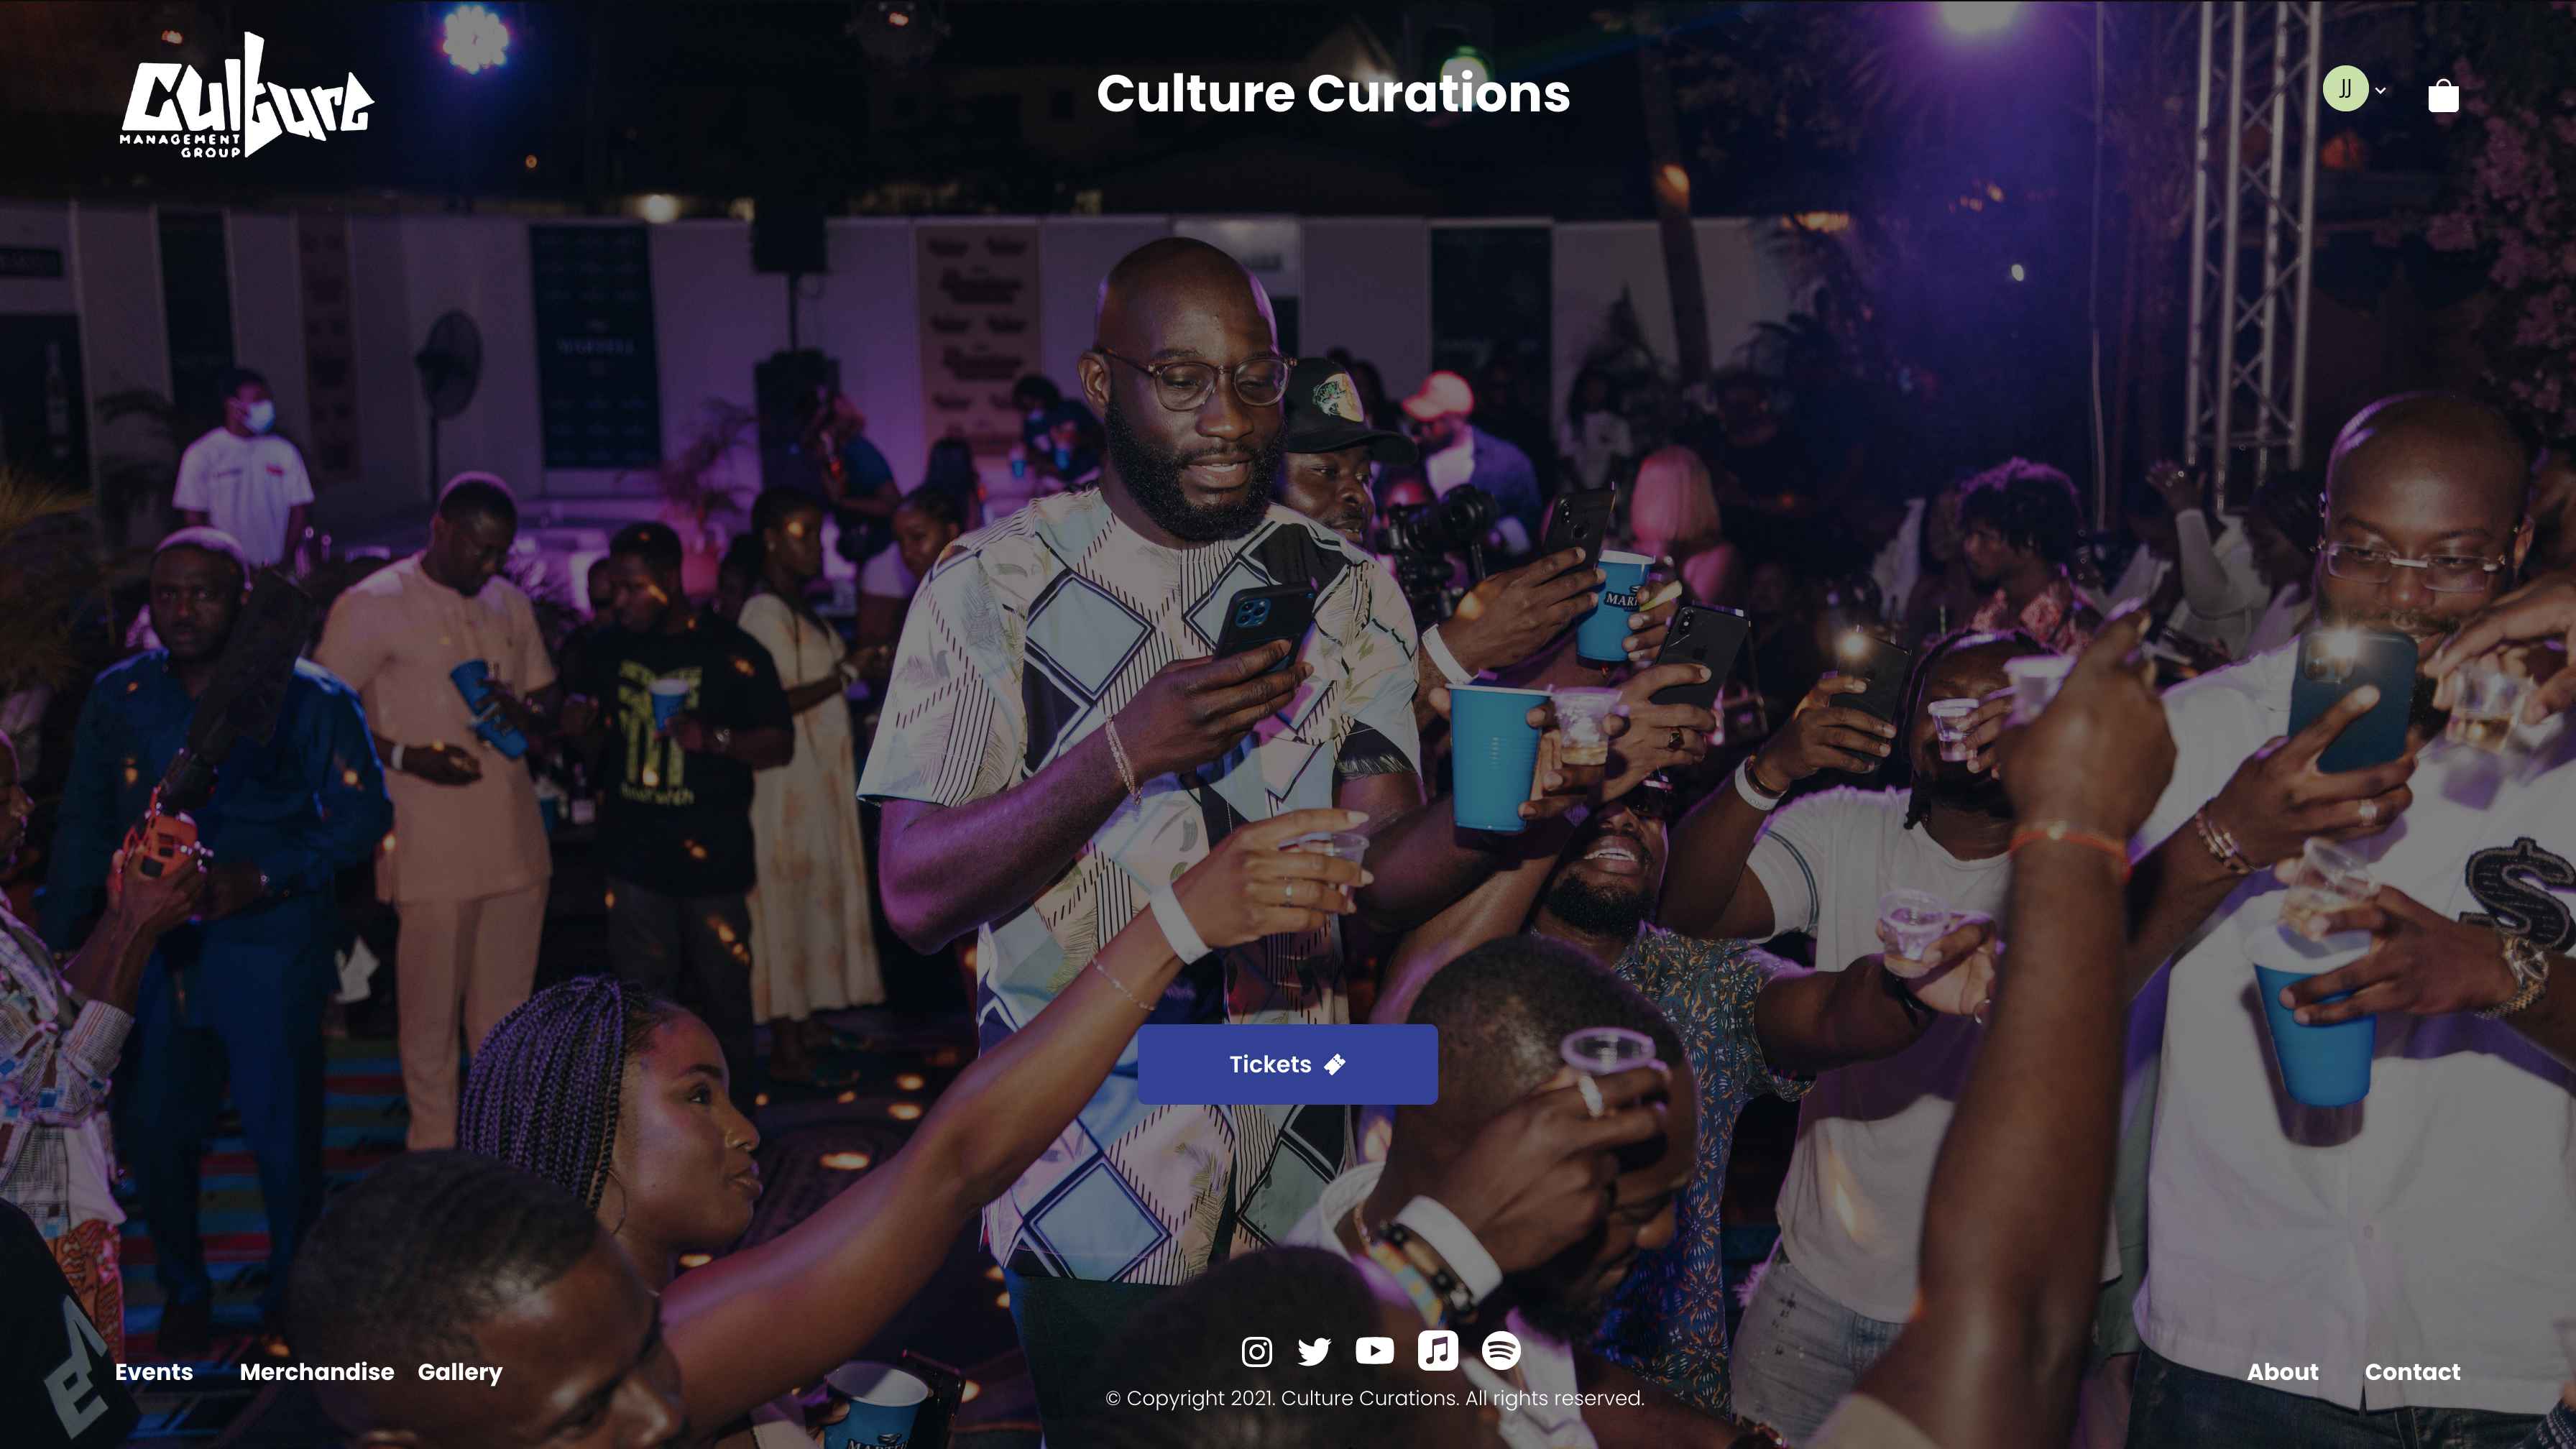 Culture
MANAGEMENT
GROUP
Culture Curations
JJ
MARTELL
Tickets
Events
Merchandise
Gallery
© Copyright 2021. Culture Curations. All rights reserved.
About
Contact